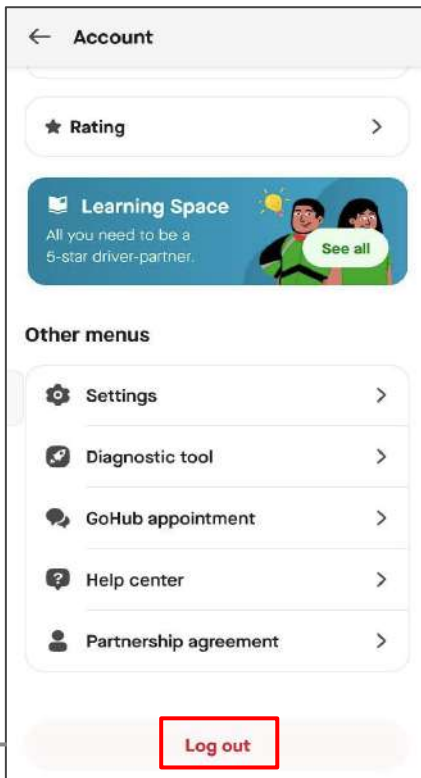 Account
Rating
Learning Space
All you need to be a
5-star driver-partner.
See all
Other menus
Settings
Diagnostic tool
GoHub appointment
Help center
Partnership agreement
Log out